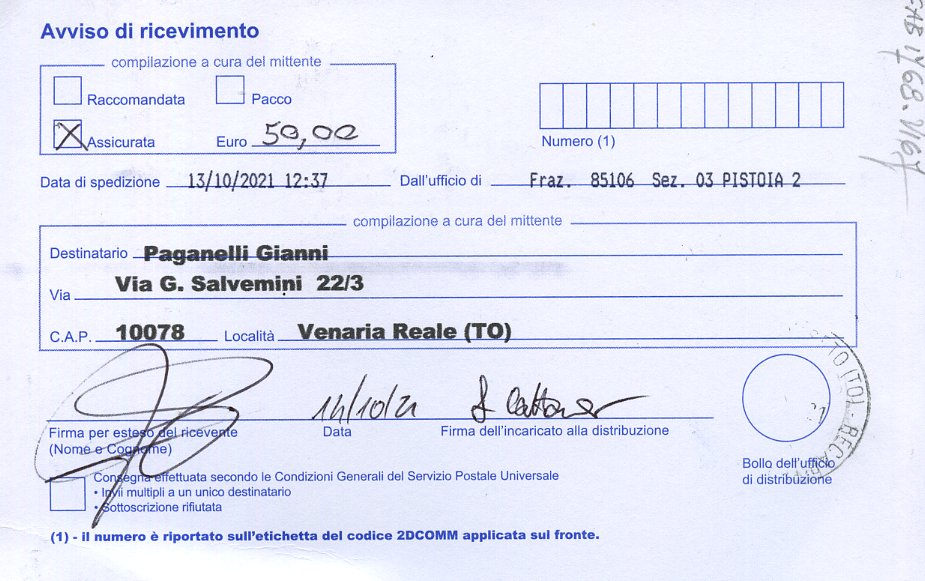 Avviso di ricevimento
compilazione a cura del mittente
Raccomandata Pacco
X Assicurata Euro 50,00
Numero (1)
Data di spedizione 13/10/2021 12:37 Dall'ufficio di Fraz. 85106 Sez. 03 PISTOIA 2
compilazione a cura del mittente
Destinatario Paganelli Gianni
Via Via G. Salvemini 22/3
C.A.P. 10078 Località Venaria Reale (TO)
Firma per esteso del ricevente Data Firma dell'incaricato alla distribuzione
(Nome e Cognome)
Bollo dell'ufficio
di distribuzione
Consegna effettuata secondo le Condizioni Generali del Servizio Postale Universale
• Invii multipli a un unico destinatario
• Sottoscrizione rifiutata
(1) - il numero è riportato sull'etichetta del codice 2DCOMM applicata sul fronte.